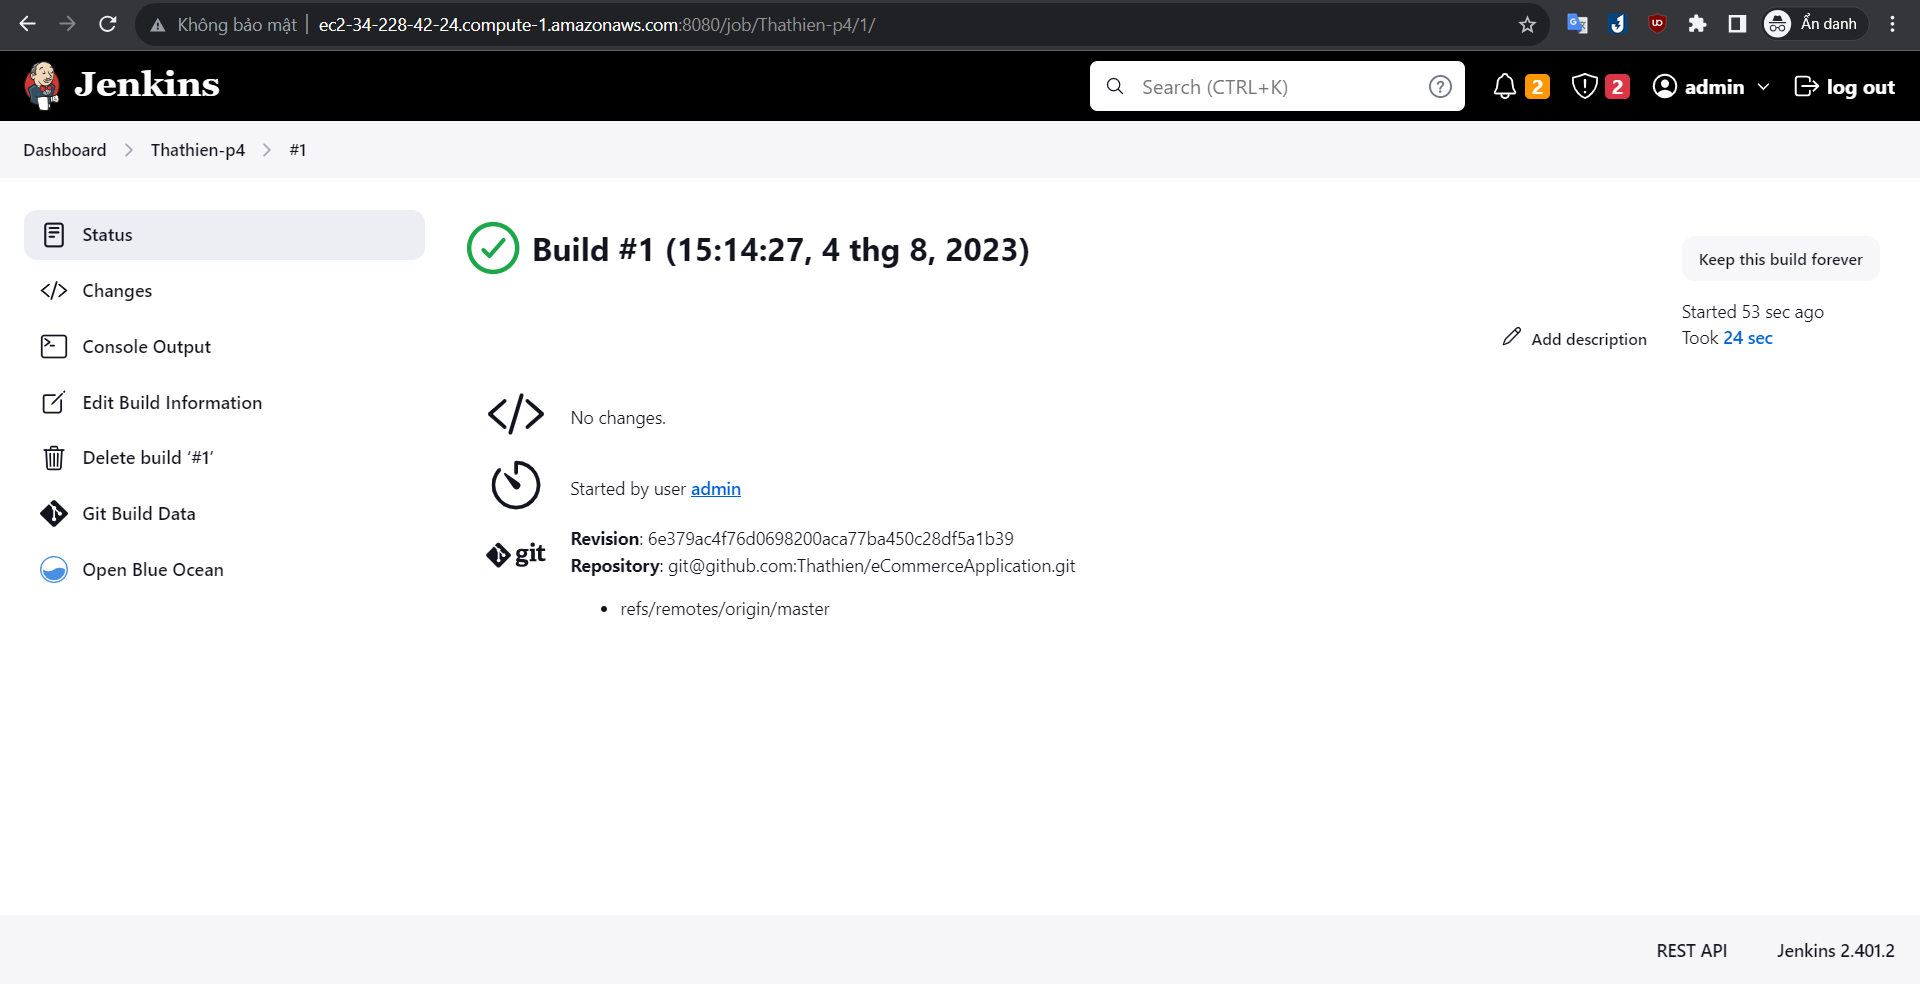 Không bảo mật | ec2-34-228-42-24.compute-1.amazonaws.com:8080/job/Thathien-p4/1/
Ẩn danh
Jenkins
Search (CTRL+K)
2
2
admin
log out
Dashboard
Thathien-p4
#1
Status
Changes
Console Output
Edit Build Information
Delete build ‘#1’
Git Build Data
Open Blue Ocean
Build #1 (15:14:27, 4 thg 8, 2023)
Keep this build forever
Started 53 sec ago
Took 24 sec
Add description
No changes.
Started by user admin
git
Revision: 6e379ac4f76d0698200aca77ba450c28df5a1b39
Repository: git@github.com:Thathien/eCommerceApplication.git
• refs/remotes/origin/master
REST API
Jenkins 2.401.2